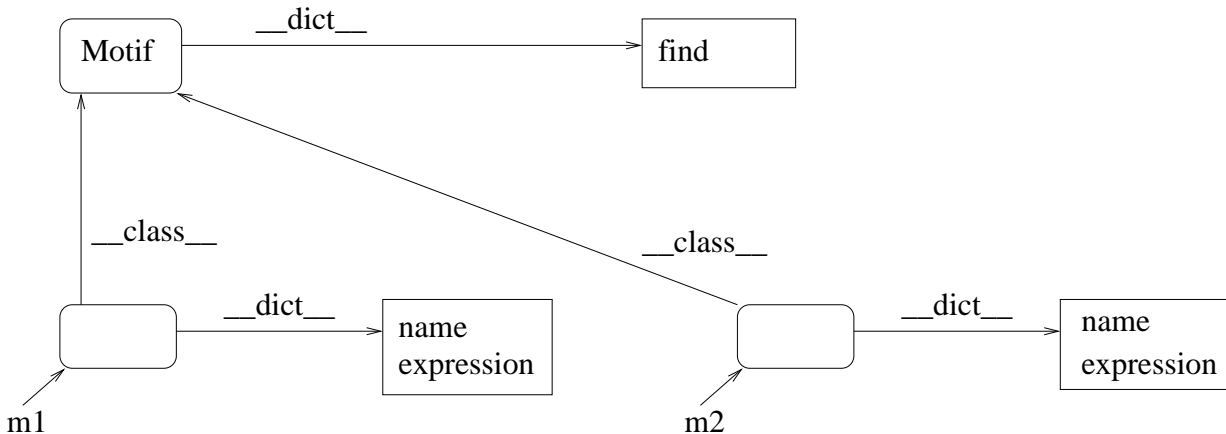 __dict__
Motif
find
__class__
__class__
__dict__
name
expression
__dict__
name
expression
m1
m2